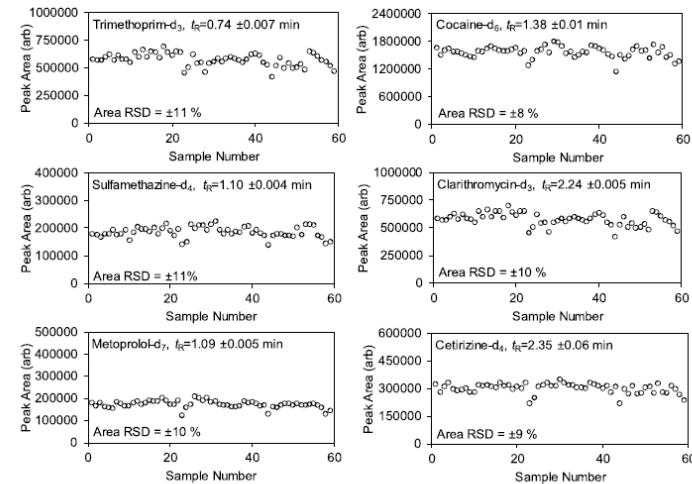 Trimethoprim-d3, tR=0.74 ±0.007 min
Peak Area (arb)
1000000
750000
500000
250000
0
Area RSD = ±11 %
0 20 40 60
Sample Number
Cocaine-d6, tR=1.38 ±0.01 min
Peak Area (arb)
2400000
1800000
1200000
600000
0
Area RSD = ±8 %
0 20 40 60
Sample Number
Sulfamethazine-d4, tR=1.10 ±0.004 min
Peak Area (arb)
400000
300000
200000
100000
0
Area RSD = ±11%
0 20 40 60
Sample Number
Clarithromycin-d3, tR=2.24 ±0.005 min
Peak Area (arb)
1000000
750000
500000
250000
0
Area RSD = ±10 %
0 20 40 60
Sample Number
Metoprolol-d7, tR=1.09 ±0.005 min
Peak Area (arb)
500000
400000
300000
200000
100000
0
Area RSD = ±10 %
0 20 40 60
Sample Number
Cetirizine-d4, tR=2.35 ±0.06 min
Peak Area (arb)
600000
450000
300000
150000
0
Area RSD = ±9 %
0 20 40 60
Sample Number